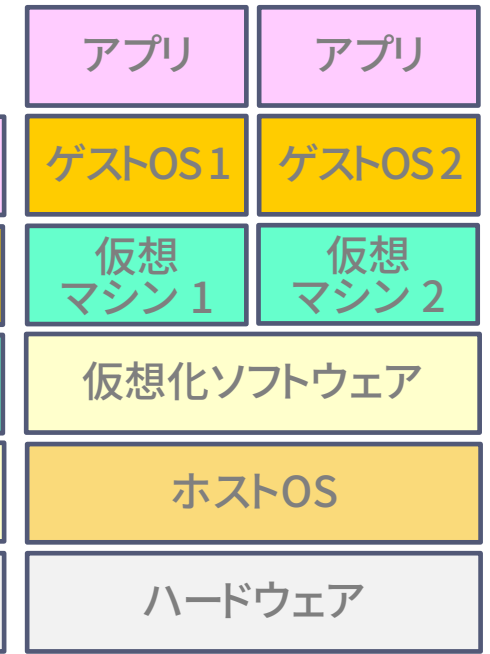 アプリ
アプリ
ゲストOS1
ゲストOS2
仮想
マシン 1
仮想
マシン 2
仮想化ソフトウェア
ホストOS
ハードウェア